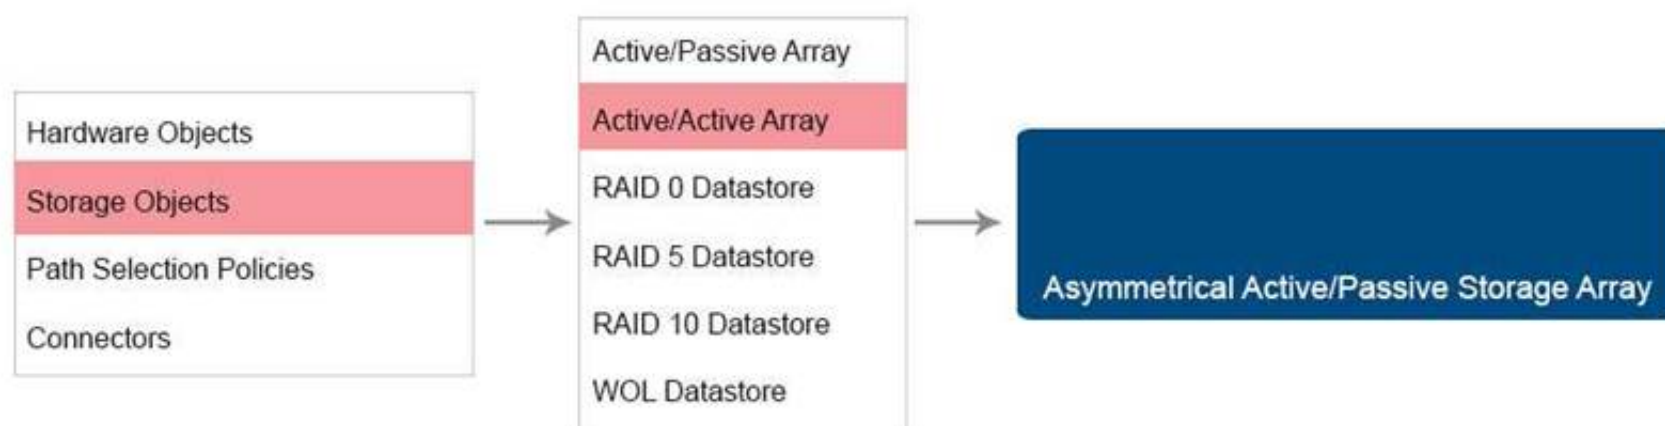 Hardware Objects
Storage Objects
Path Selection Policies
Connectors
Active/Passive Array
Active/Active Array
RAID 0 Datastore
RAID 5 Datastore
RAID 10 Datastore
WOL Datastore
Asymmetrical Active/Passive Storage Array